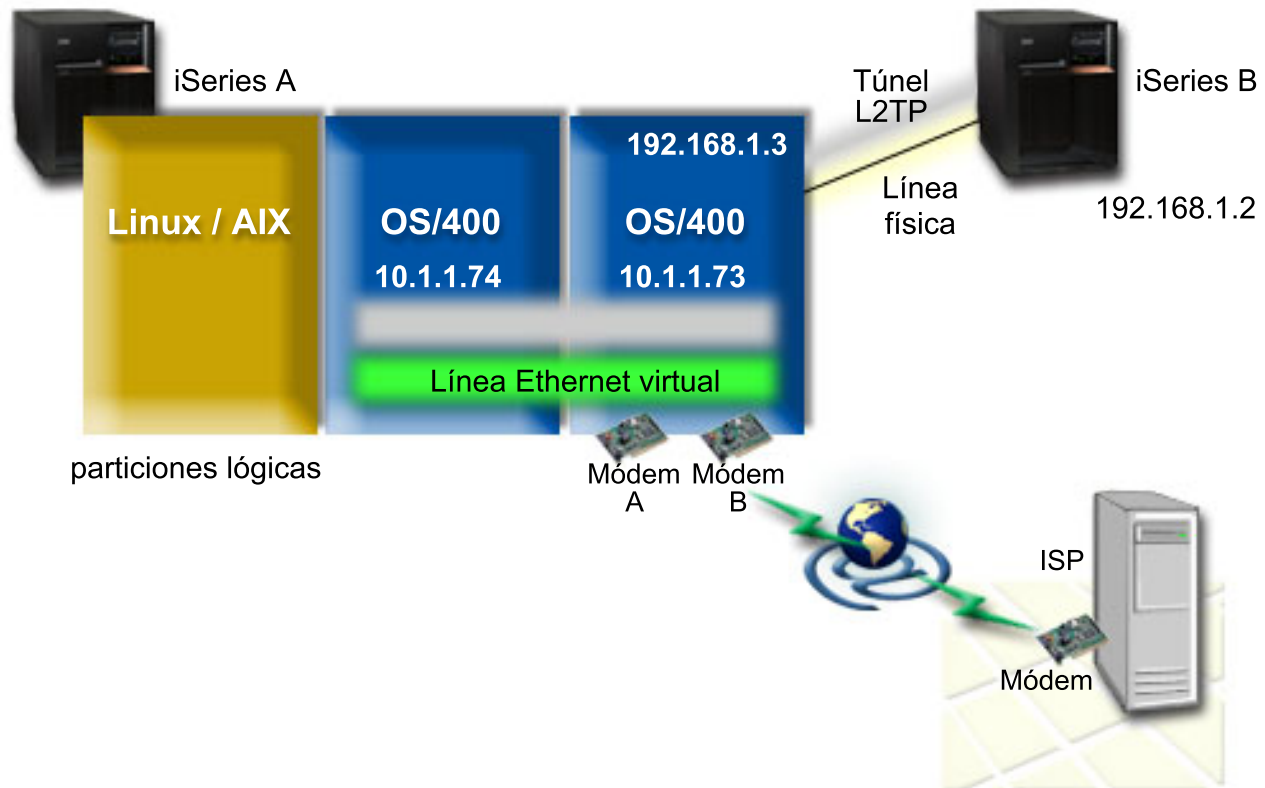 iSeries A
Túnel
L2TP
iSeries B
192.168.1.3
Línea
física
192.168.1.2
Linux / AIX
OS/400
OS/400
10.1.1.74
10.1.1.73
Línea Ethernet virtual
particiones lógicas
Módem
A
Módem
B
ISP
Módem